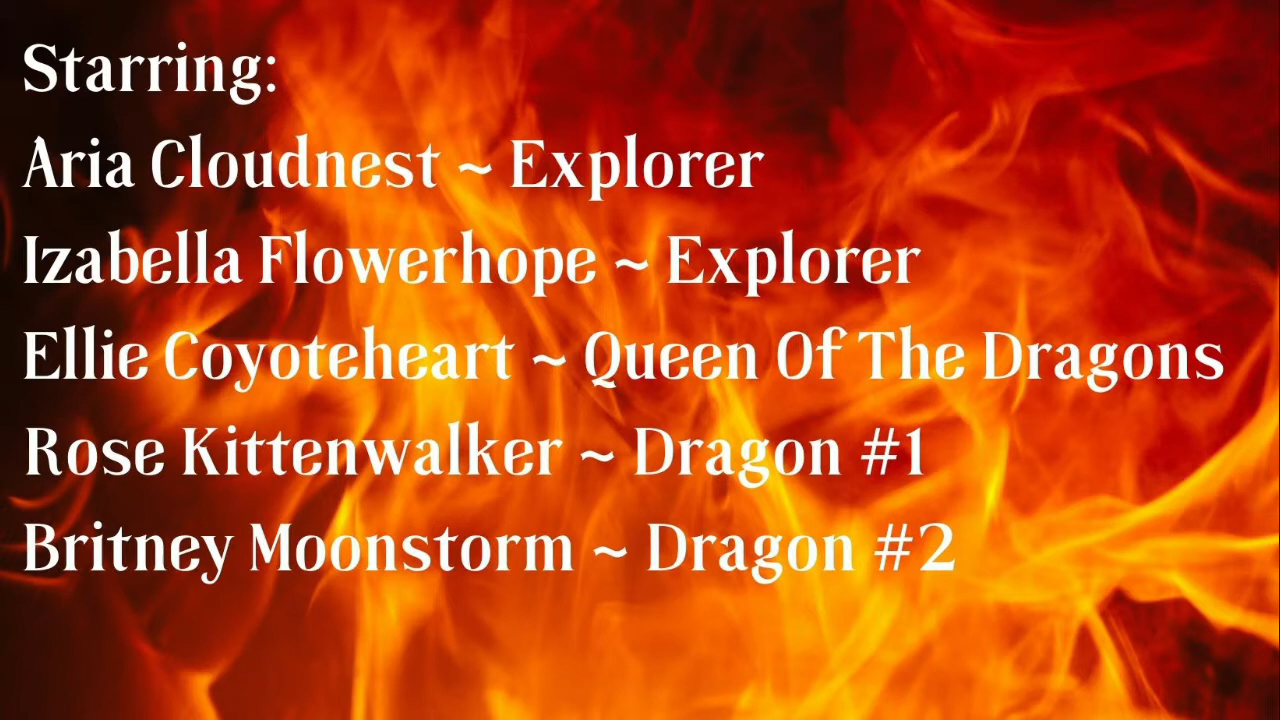 Starring:
Aria Cloudnest ~ Explorer
Izabella Flowerhope ~ Explorer
Ellie Coyoteheart ~ Queen Of The Dragons
Rose Kittenwalker ~ Dragon #1
Britney Moonstorm ~ Dragon #2